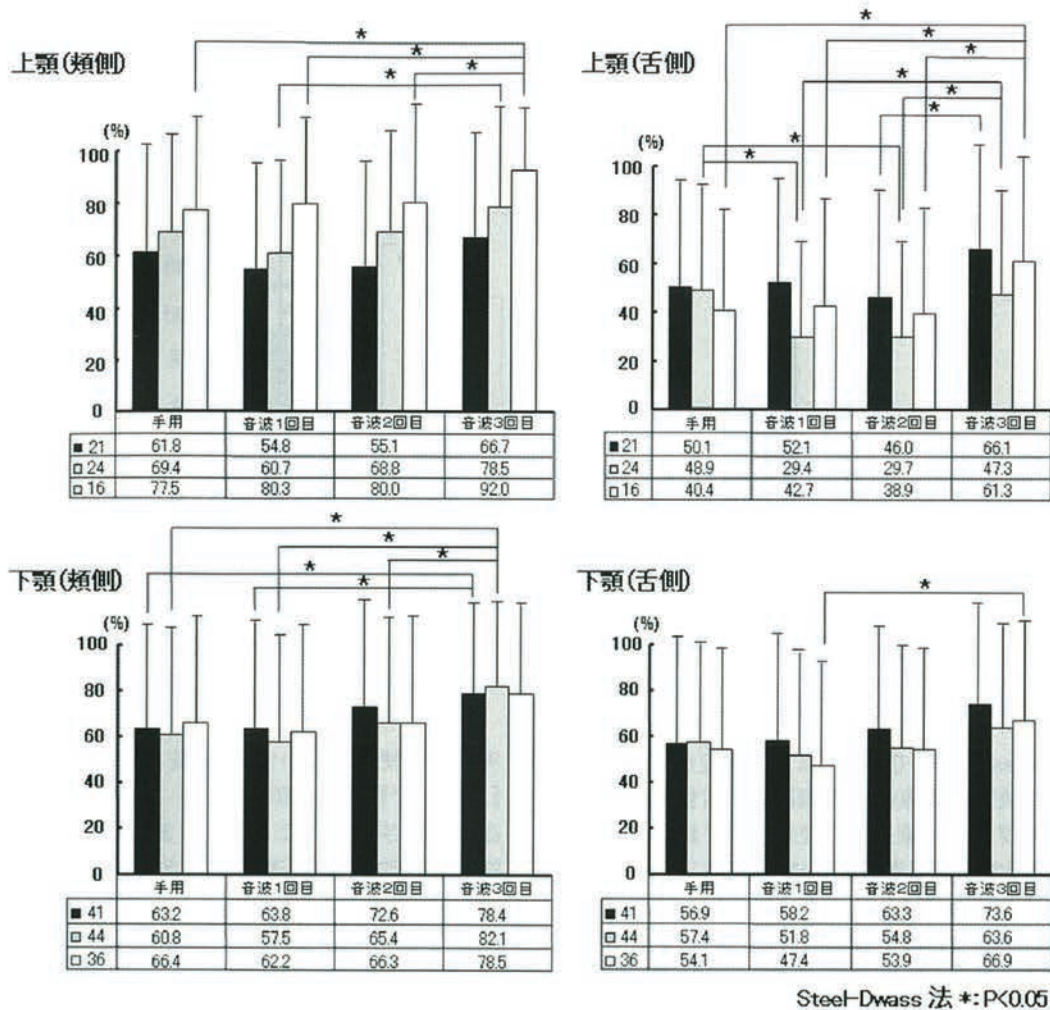 上顎(頬側)
*
*
*
*
(%)
100
80
60
40
20
0
手用 音波1回目 音波2回目 音波3回目
■ 21 61.8 54.8 55.1 66.7
□ 24 69.4 60.7 68.8 78.5
□ 16 77.5 80.3 80.0 92.0
上顎(舌側)
*
*
*
*
*
*
*
*
(%)
100
80
60
40
20
0
手用 音波1回目 音波2回目 音波3回目
■ 21 50.1 52.1 46.0 66.1
□ 24 48.9 29.4 29.7 47.3
□ 16 40.4 42.7 38.9 61.3
下顎(頬側)
*
*
*
*
*
(%)
100
80
60
40
20
0
手用 音波1回目 音波2回目 音波3回目
■ 41 63.2 63.8 72.6 78.4
□ 44 60.8 57.5 65.4 82.1
□ 36 66.4 62.2 66.3 78.5
下顎(舌側)
*
(%)
100
80
60
40
20
0
手用 音波1回目 音波2回目 音波3回目
■ 41 56.9 58.2 63.3 73.6
□ 44 57.4 51.8 54.8 63.6
□ 36 54.1 47.4 53.9 66.9
Steel-Dwass 法 *:P<0.05